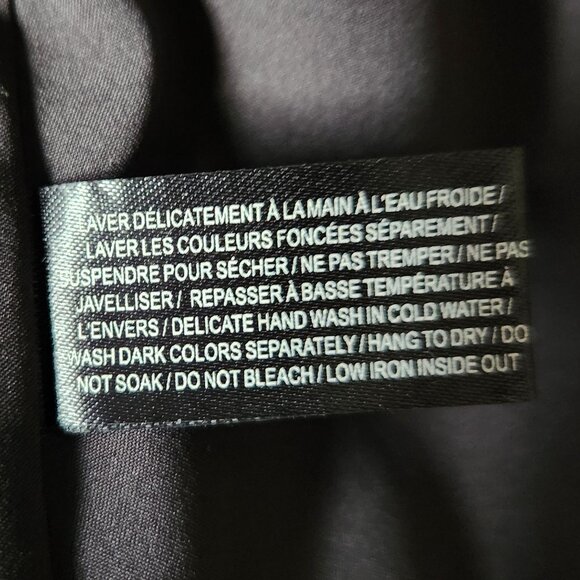 LAVER DÉLICATEMENT À LA MAIN À L'EAU FROIDE /
LAVER LES COULEURS FONCÉES SÉPAREMENT /
SUSPENDRE POUR SÉCHER / NE PAS TREMPER / NE PAS
JAVELLISER / REPASSER À BASSE TEMPÉRATURE À
L'ENVERS / DELICATE HAND WASH IN COLD WATER /
WASH DARK COLORS SEPARATELY / HANG TO DRY / DO
NOT SOAK / DO NOT BLEACH / LOW IRON INSIDE OUT